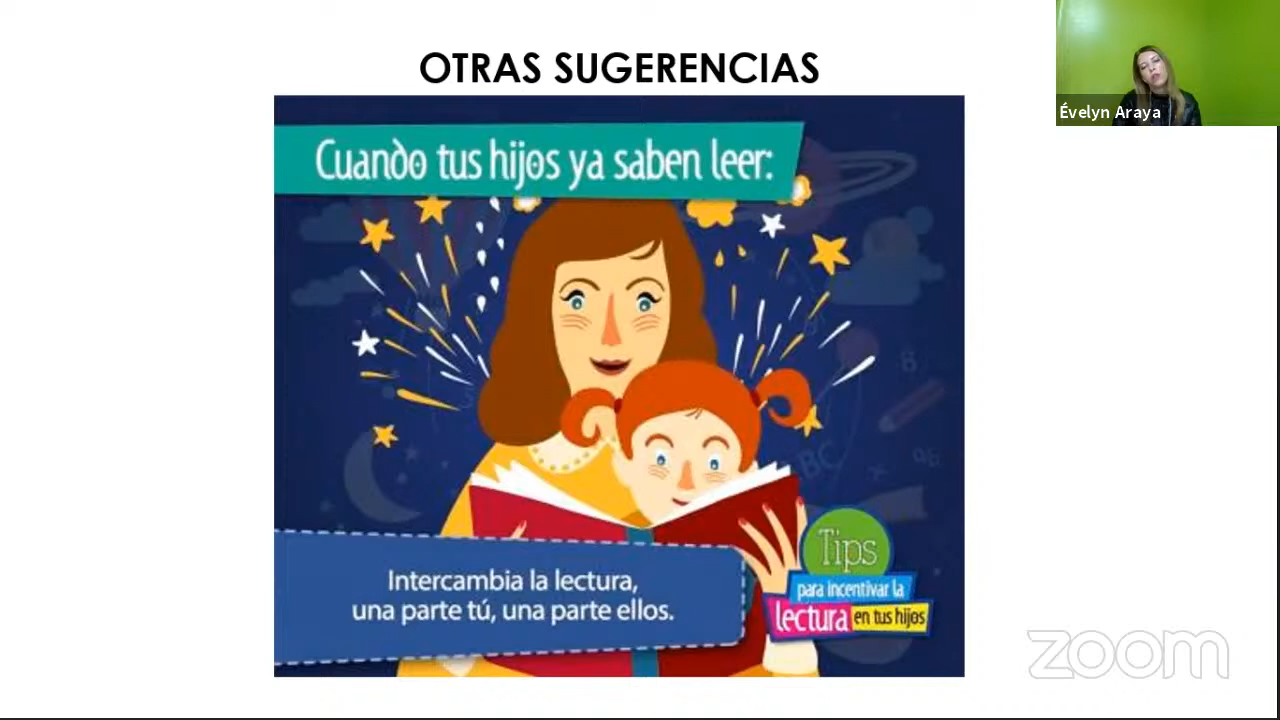 OTRAS SUGERENCIAS
Évelyn Araya
Cuando tus hijos ya saben leer:
Intercambia la lectura,
una parte tú, una parte ellos.
Tips
para incentivar la
lectura en tus hijos
zoom